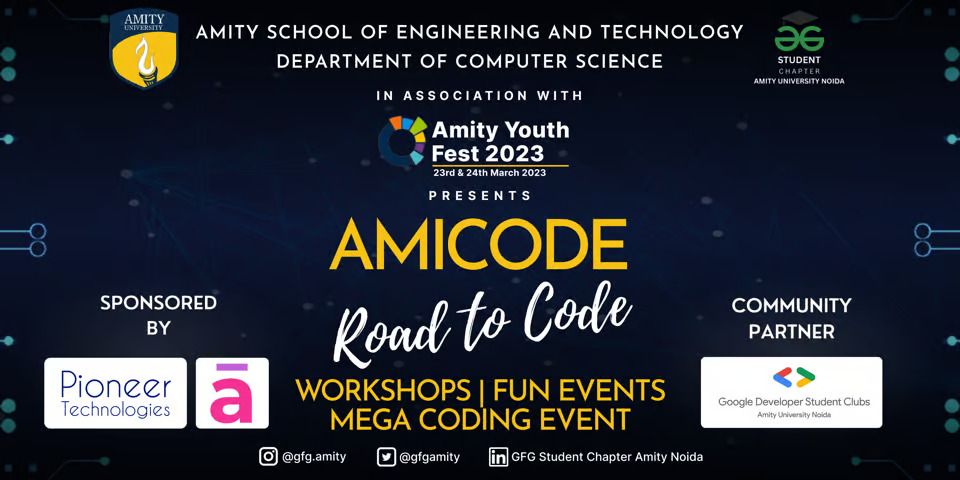 AMITY
UNIVERSITY
AMITY SCHOOL OF ENGINEERING AND TECHNOLOGY
DEPARTMENT OF COMPUTER SCIENCE
STUDENT
CHAPTER
AMITY UNIVERSITY NOIDA
IN ASSOCIATION WITH
Amity Youth
Fest 2023
23rd & 24th March 2023
PRESENTS
AMICODE
Road to Code
WORKSHOPS | FUN EVENTS
MEGA CODING EVENT
SPONSORED
BY
Pioneer
Technologies
ā
COMMUNITY
PARTNER
Google Developer Student Clubs
Amity University Noida
@gfg.amity
@gfgamity
in GFG Student Chapter Amity Noida